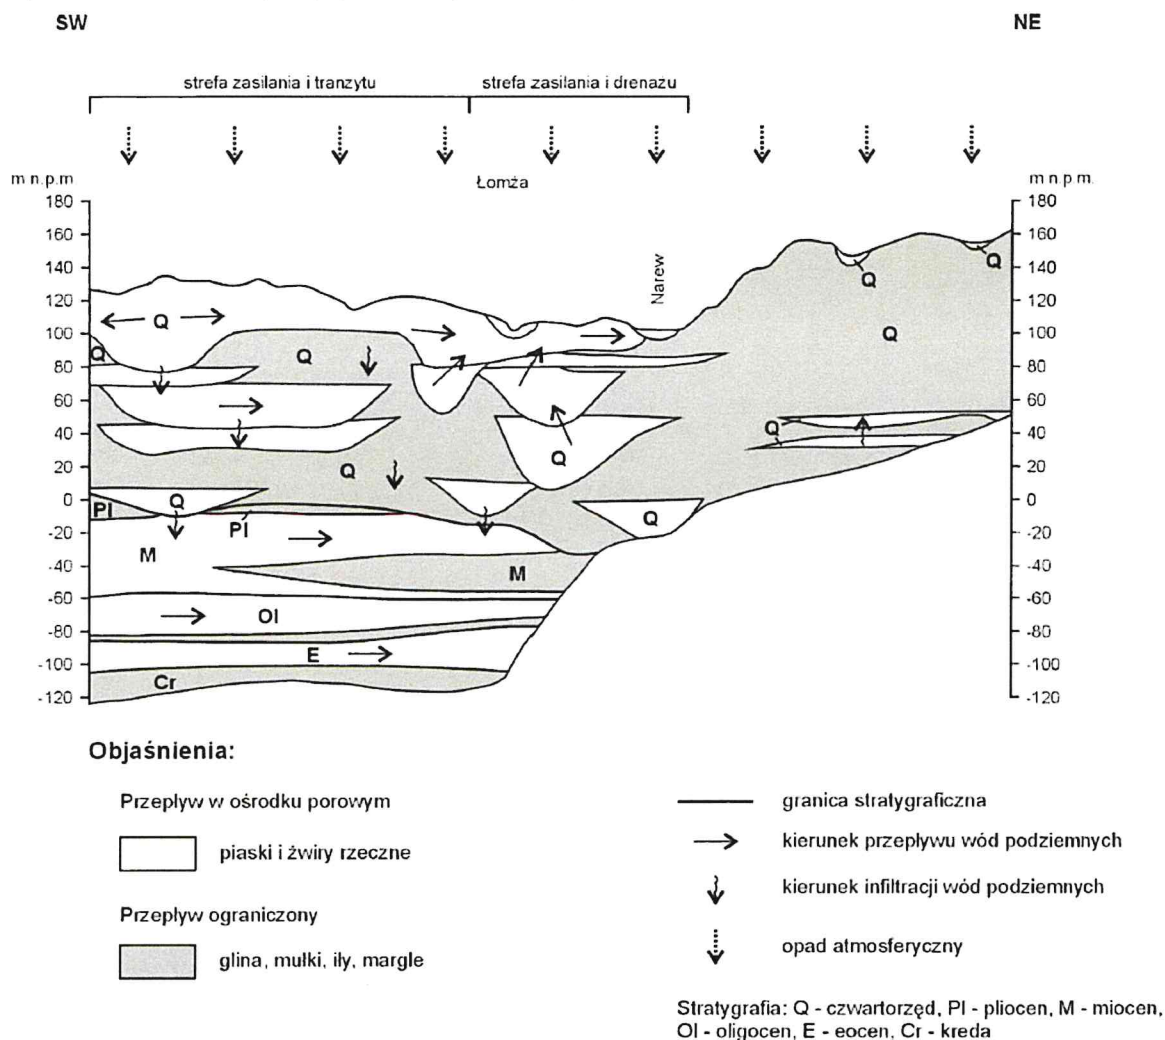 SW
NE
strefa zasilania i tranzytu
strefa zasilania i drenażu
m n.p.m
Łomża
m n.p.m.
180
160
140
120
100
80
60
40
20
0
-20
-40
-60
-80
-100
-120
180
160
140
120
100
80
60
40
20
0
-20
-40
-60
-80
-100
-120
Narew
Q
Q
Q
Q
Q
Q
Q
Q
Q
Q
Q
Q
Pl
Pl
M
M
Ol
E
Cr
Objaśnienia:
Przepływ w ośrodku porowym
piaski i żwiry rzeczne
Przepływ ograniczony
glina, mułki, iły, margle
granica stratygraficzna
kierunek przepływu wód podziemnych
kierunek infiltracji wód podziemnych
opad atmosferyczny
Stratygrafia: Q - czwartorzęd, Pl - pliocen, M - miocen,
Ol - oligocen, E - eocen, Cr - kreda